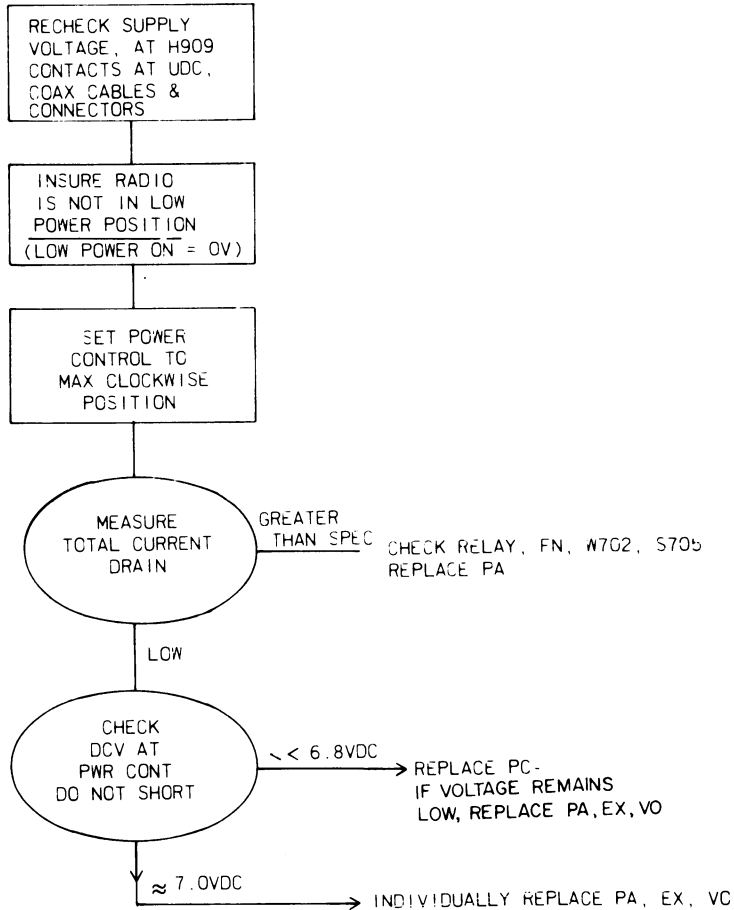 RECHECK SUPPLY
VOLTAGE, AT H909
CONTACTS AT UDC,
COAX CABLES &
CONNECTORS
INSURE RADIO
IS NOT IN LOW
POWER POSITION
(LOW POWER ON = 0V)
SET POWER
CONTROL TO
MAX CLOCKWISE
POSITION
MEASURE
TOTAL CURRENT
DRAIN
GREATER
THAN SPEC
CHECK RELAY, FN, W702, S705
REPLACE PA
LOW
CHECK
DCV AT
PWR CONT
DO NOT SHORT
< 6.8VDC
REPLACE PC-
IF VOLTAGE REMAINS
LOW, REPLACE PA, EX, VO
≈ 7.0VDC
INDIVIDUALLY REPLACE PA, EX, VO